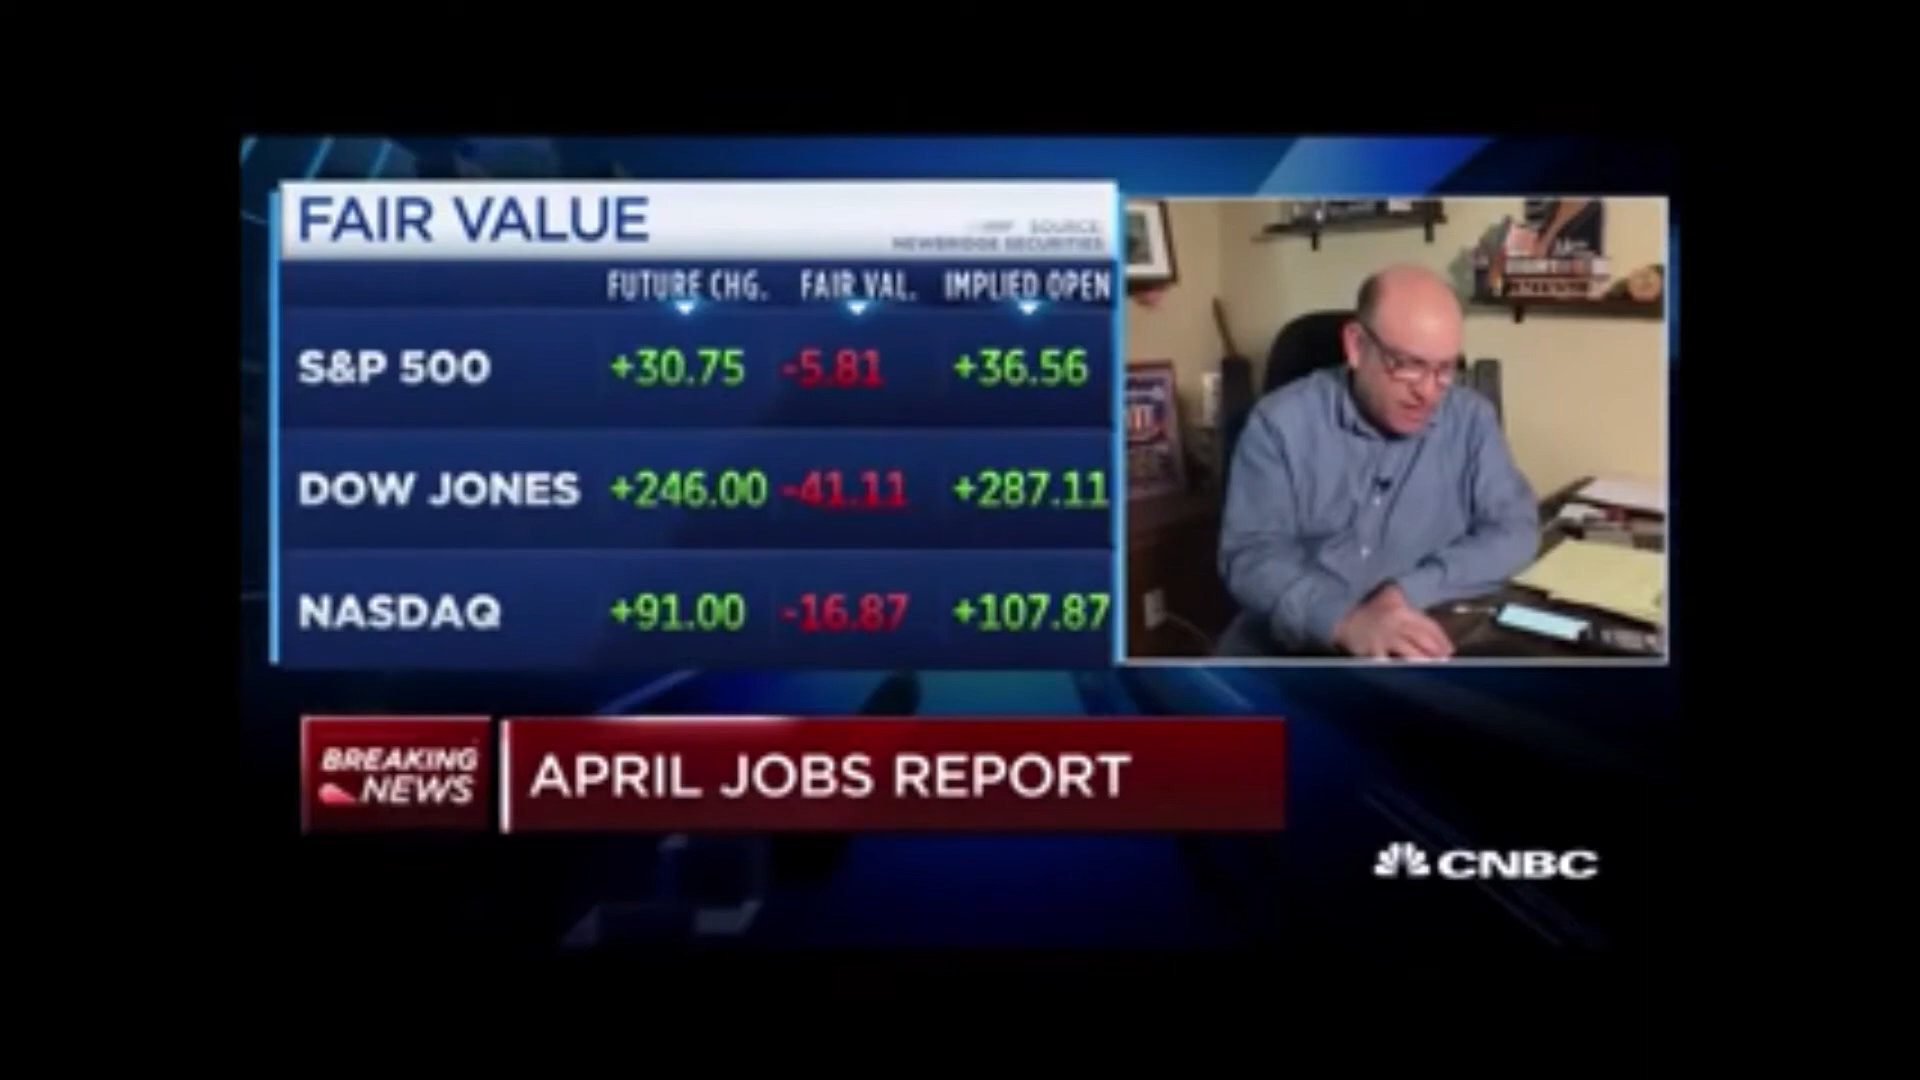 FAIR VALUE
SOURCE:
NEWBRIDGE SECURITIES
FUTURE CHG. FAIR VAL. IMPLIED OPEN
S&P 500 +30.75 -5.81 +36.56
DOW JONES +246.00 -41.11 +287.11
NASDAQ +91.00 -16.87 +107.87
BREAKING
NEWS
APRIL JOBS REPORT
CNBC